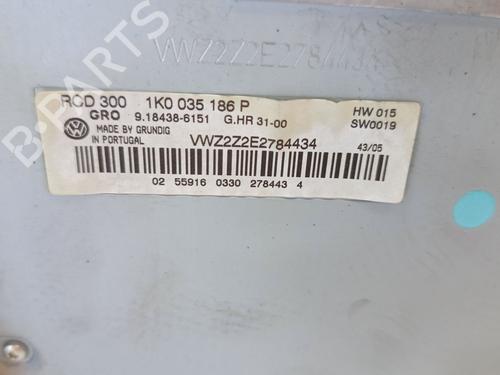 VWZ2Z2E2784434
RCD 300 1K0 035 186 P
GRO 9.18438-6151 G.HR 31-00
HW 015
SW0019
MADE BY GRUNDIG
IN PORTUGAL
VWZ2Z2E2784434
43/05
02 55916 0330 278443 4
B-PARTS